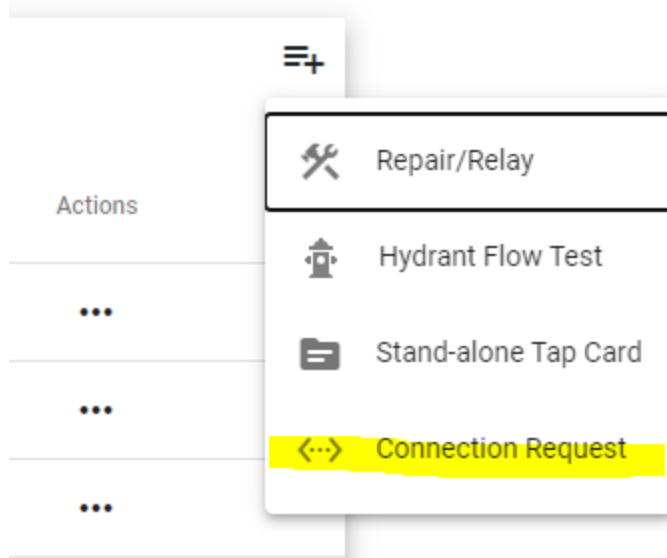 Repair/Relay
Actions
Hydrant Flow Test
Stand-alone Tap Card
Connection Request